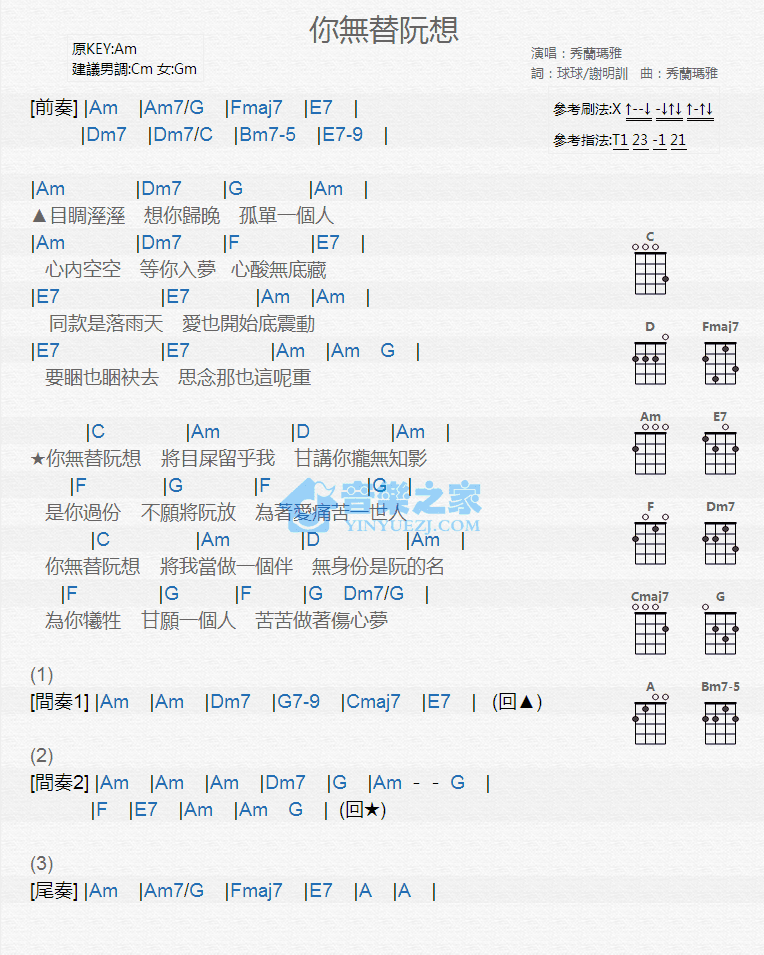 你無替阮想
原KEY:Am
建議男調:Cm 女:Gm
演唱：秀蘭瑪雅
詞：球球/謝明訓 曲：秀蘭瑪雅
參考刷法:X ↑--↓ -↓↑↓ ↑-↑↓
參考指法:T1 23 -1 21
[前奏] |Am |Am7/G |Fmaj7 |E7 |
|Dm7 |Dm7/C |Bm7-5 |E7-9 |
|Am |Dm7 |G |Am |
▲目睭溼溼 想你歸晚 孤單一個人
|Am |Dm7 |F |E7 |
心內空空 等你入夢 心酸無底藏
|E7 |E7 |Am |Am |
同款是落雨天 愛也開始底震動
|E7 |E7 |Am |Am G |
要睏也睏袂去 思念那也這呢重
|C |Am |D |Am |
★你無替阮想 將目屎留乎我 甘講你攏無知影
|F |G |F |G |
是你過份 不願將阮放 為著愛痛苦一世人
|C |Am |D |Am |
你無替阮想 將我當做一個伴 無身份是阮的名
|F |G |F |G Dm7/G |
為你犧牲 甘願一個人 苦苦做著傷心夢
(1)
[間奏1] |Am |Am |Dm7 |G7-9 |Cmaj7 |E7 | (回▲)
(2)
[間奏2] |Am |Am |Am |Dm7 |G |Am - - G |
|F |E7 |Am |Am G | (回★)
(3)
[尾奏] |Am |Am7/G |Fmaj7 |E7 |A |A |
C
D Fmaj7
Am E7
F Dm7
Cmaj7 G
A Bm7-5
音樂之家
YINYUEZJ.COM